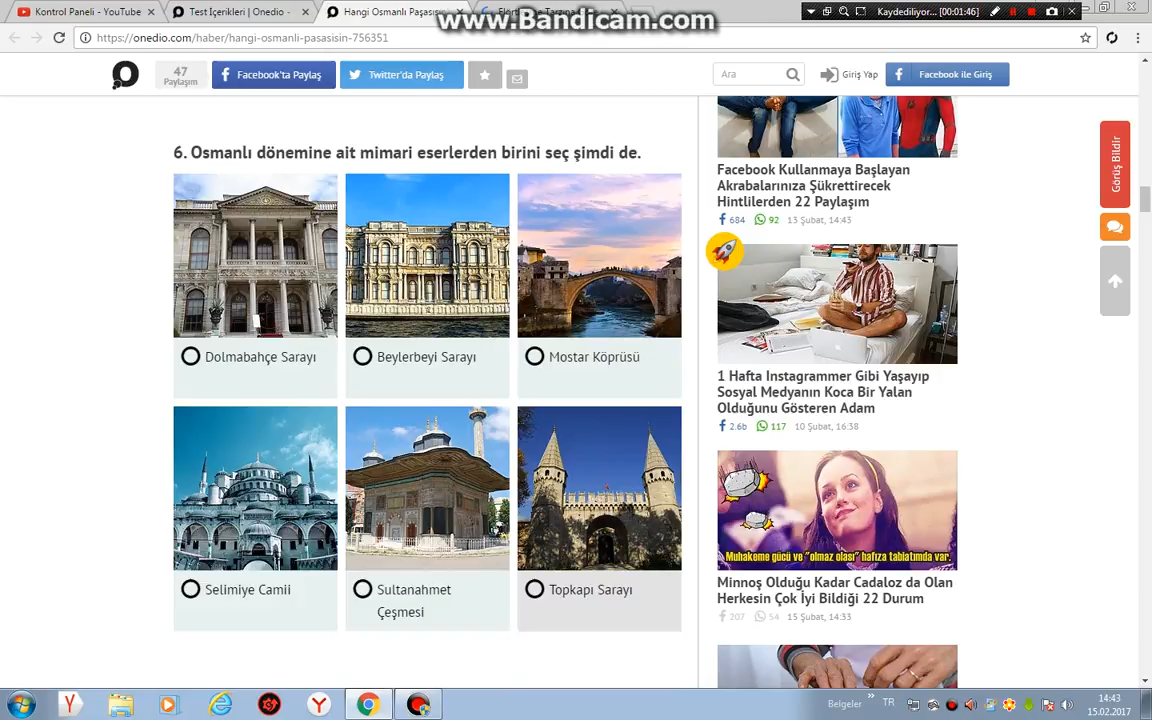 Kontrol Paneli - YouTube
Test İçerikleri | Onedio -
Hangi Osmanlı Paşasısın
www.Bandicam.com
Kaydediliyor... [00:01:46]
https://onedio.com/haber/hangi-osmanli-pasasisin-756351
47
Paylaşım
Facebook'ta Paylaş
Twitter'da Paylaş
Ara
Giriş Yap
Facebook ile Giriş
6. Osmanlı dönemine ait mimari eserlerden birini seç şimdi de.
Dolmabahçe Sarayı
Beylerbeyi Sarayı
Mostar Köprüsü
Selimiye Camii
Sultanahmet
Çeşmesi
Topkapı Sarayı
Facebook Kullanmaya Başlayan
Akrabalarınıza Şükrettirecek
Hintlilerden 22 Paylaşım
684 92 13 Şubat, 14:43
1 Hafta Instagrammer Gibi Yaşayıp
Sosyal Medyanın Koca Bir Yalan
Olduğunu Gösteren Adam
2.6b 117 10 Şubat, 16:38
Muhakeme gücü ve "olmaz olası" hafıza tabiatımda var.
Minnoş Olduğu Kadar Cadaloz da Olan
Herkesin Çok İyi Bildiği 22 Durum
207 54 15 Şubat, 14:33
Görüş Bildir
Belgeler
TR
14:43
15.02.2017